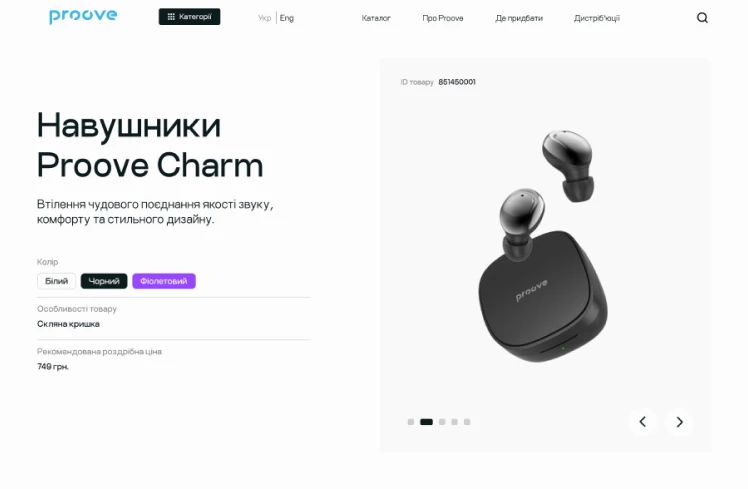 proove
Категорії
Укр | Eng
Каталог
Про Proove
Де придбати
Дистриб'юції
ID товару 851450001
Навушники
Proove Charm
Втілення чудового поєднання якості звуку,
комфорту та стильного дизайну.
Колір
Білий
Чорний
Фіолетовий
Особливості товару
Скляна кришка
Рекомендована роздрібна ціна
749 грн.
proove